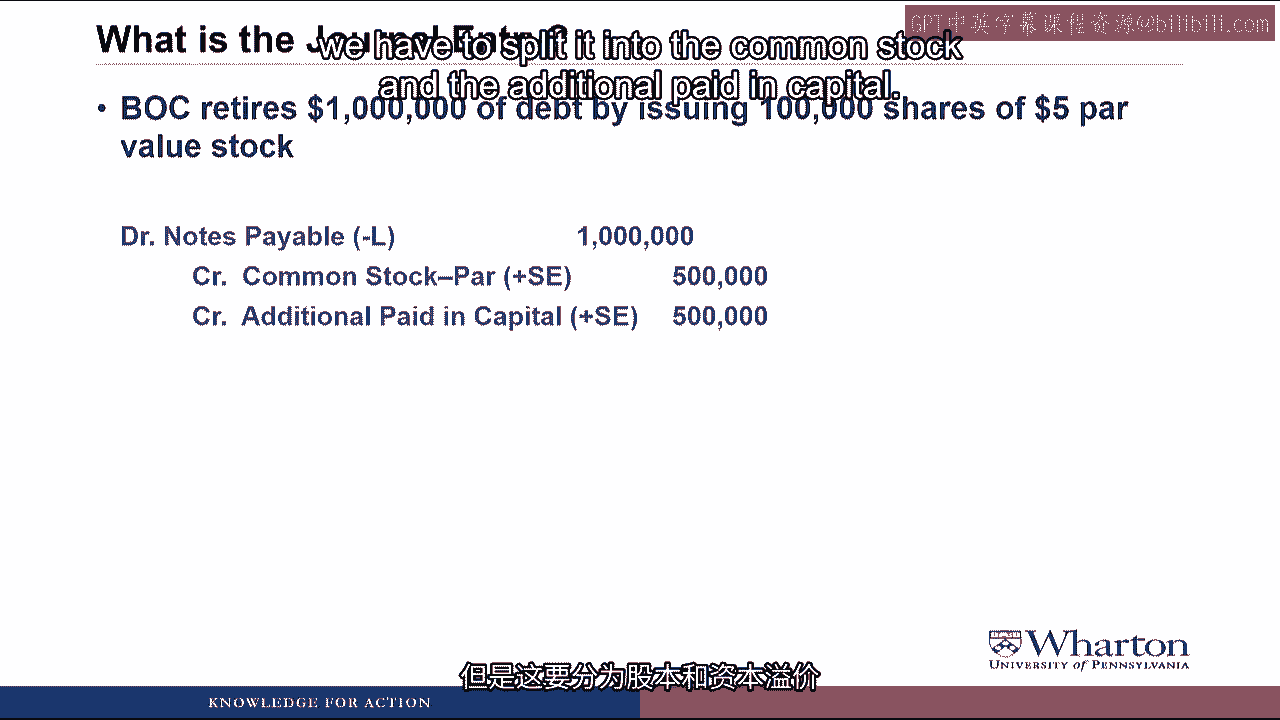 What is the Journal Entry?
GPT中英字幕课程资源@bilibili.com
we have to split it into the common stock
and the additional paid in capital.
• BOC retires $1,000,000 of debt by issuing 100,000 shares of $5 par
value stock
Dr. Notes Payable (-L) 1,000,000
Cr. Common Stock–Par (+SE) 500,000
Cr. Additional Paid in Capital (+SE) 500,000
Wharton
UNIVERSITY of PENNSYLVANIA
但是这要分为股本和资本溢价
KNOWLEDGE FOR ACTION